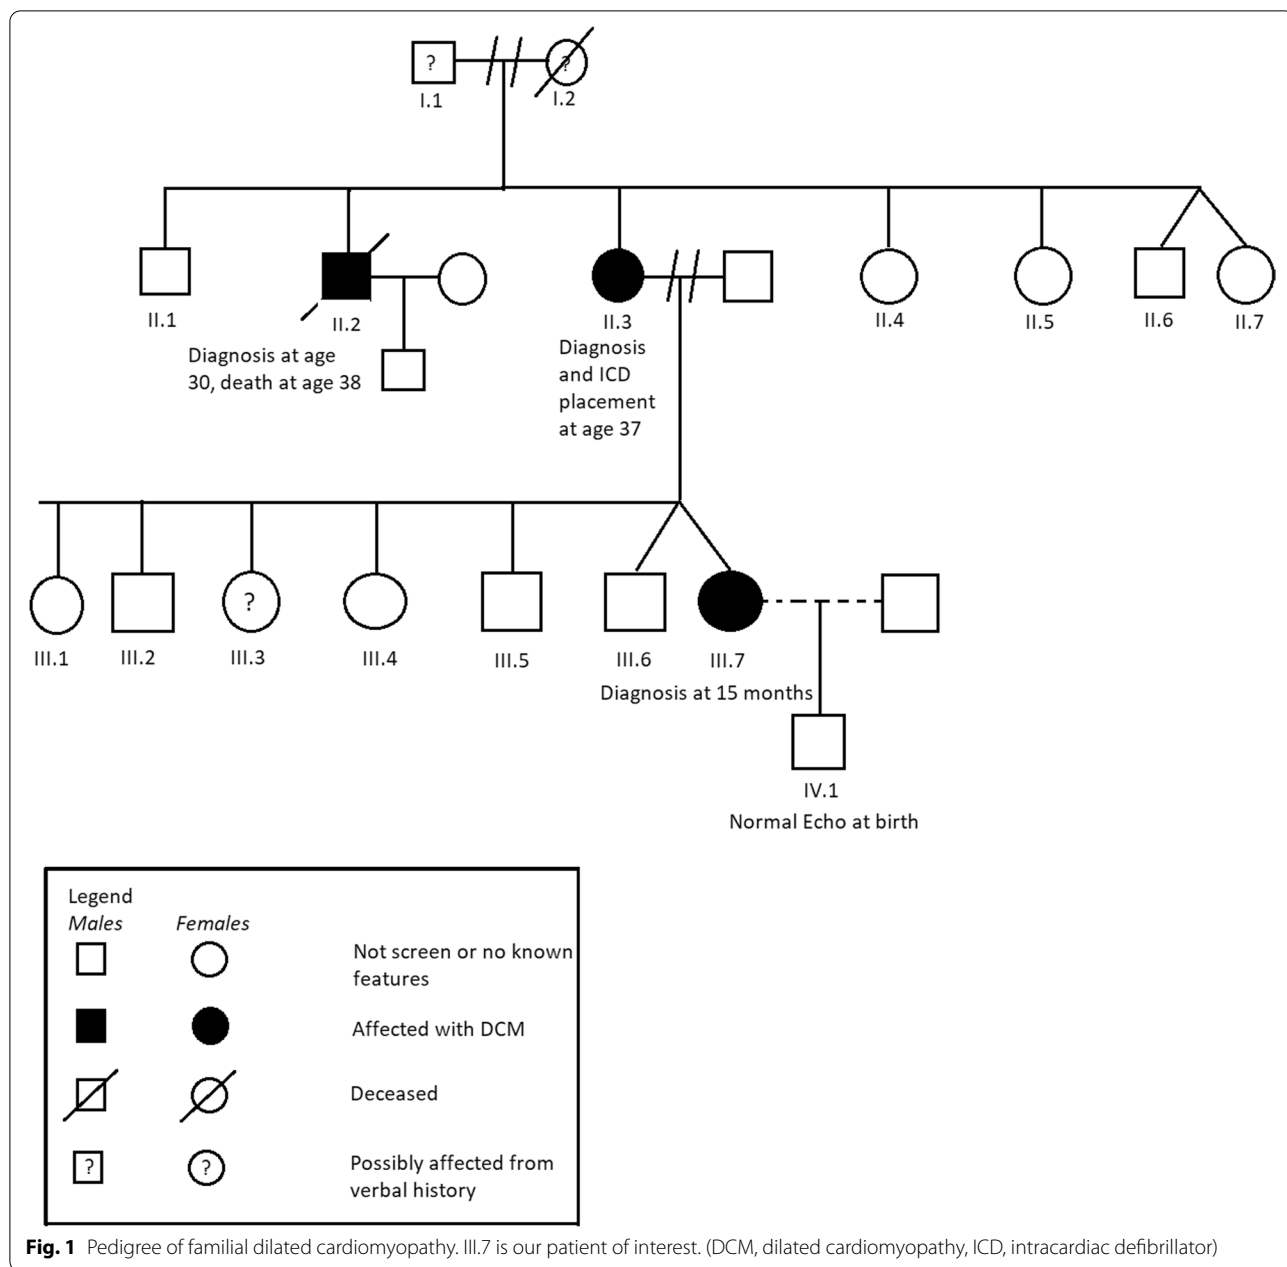 ? ?
I.1 I.2
II.1 II.2 II.3 II.4 II.5 II.6 II.7
Diagnosis at age
30, death at age 38
Diagnosis
and ICD
placement
at age 37
?
III.1 III.2 III.3 III.4 III.5 III.6 III.7
Diagnosis at 15 months
IV.1
Normal Echo at birth
Legend
Males Females
Not screen or no known
features
Affected with DCM
Deceased
? ? Possibly affected from
verbal history
Fig. 1 Pedigree of familial dilated cardiomyopathy. III.7 is our patient of interest. (DCM, dilated cardiomyopathy, ICD, intracardiac defibrillator)